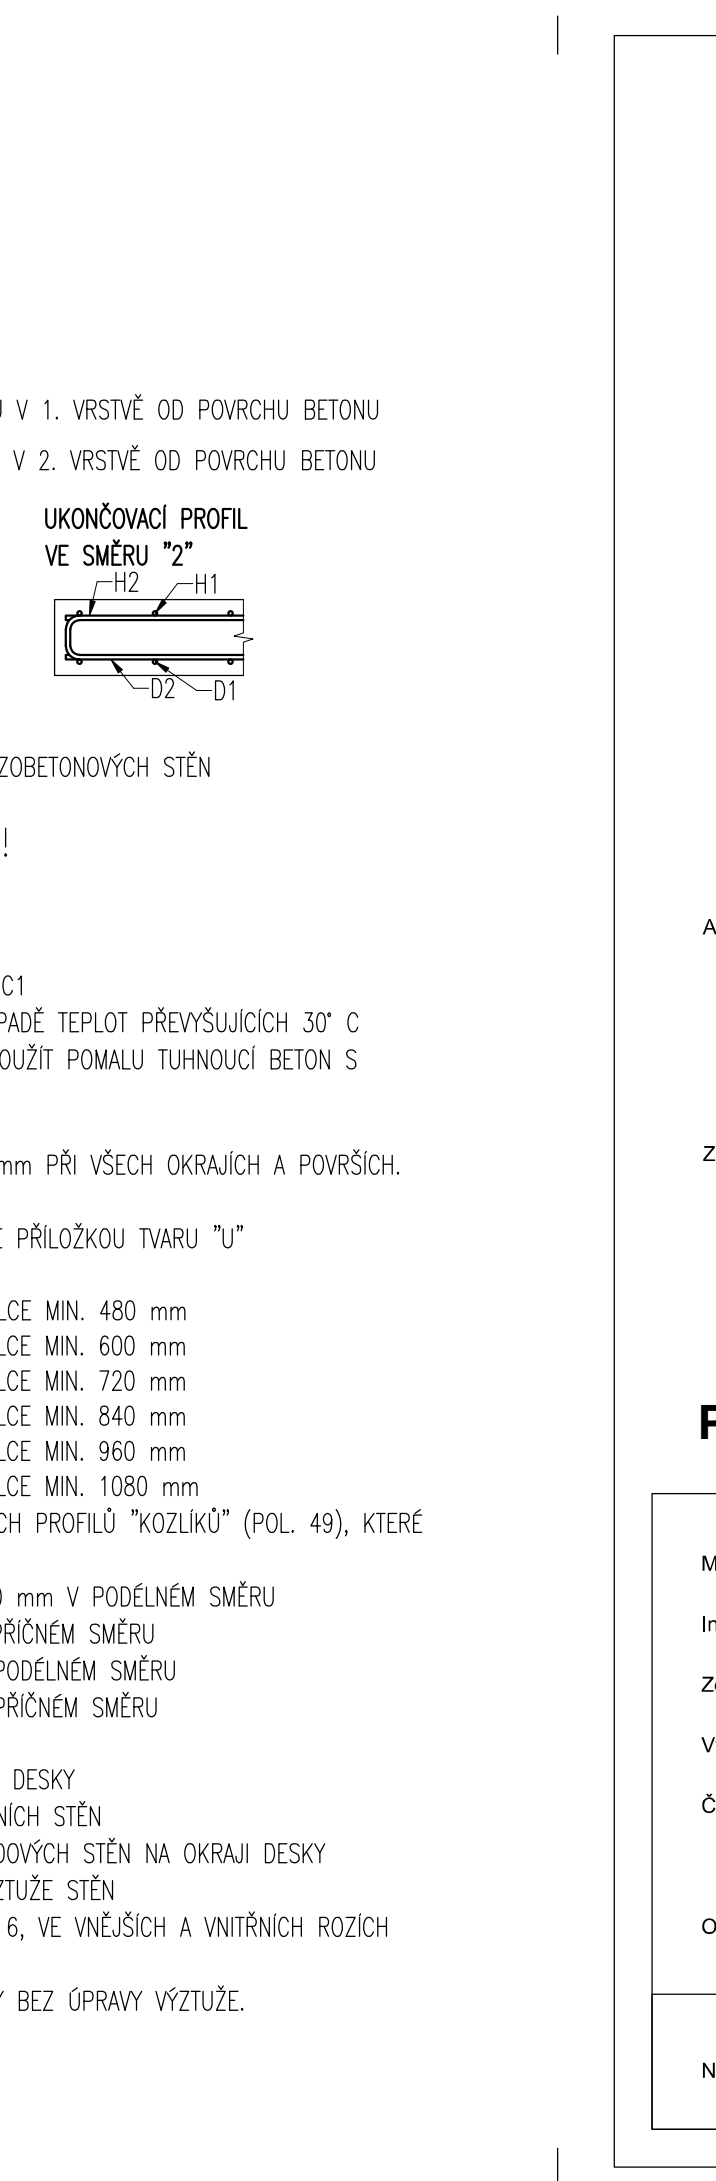 V 1. VRSTVĚ OD POVRCHU BETONU
V 2. VRSTVĚ OD POVRCHU BETONU
UKONČOVACÍ PROFIL
VE SMĚRU "2"
H2 H1
D2 D1
ZOBETONOVÝCH STĚN
!
C1
PADĚ TEPLOT PŘEVYŠUJÍCÍCH 30° C
OUŽÍT POMALU TUHNOUCÍ BETON S
mm PŘI VŠECH OKRAJÍCH A POVRŠÍCH.
E PŘÍLOŽKOU TVARU "U"
LCE MIN. 480 mm
LCE MIN. 600 mm
LCE MIN. 720 mm
LCE MIN. 840 mm
LCE MIN. 960 mm
LCE MIN. 1080 mm
CH PROFILŮ "KOZLÍKŮ" (POL. 49), KTERÉ
0 mm V PODÉLNÉM SMĚRU
PŘÍČNÉM SMĚRU
PODÉLNÉM SMĚRU
PŘÍČNÉM SMĚRU
DESKY
NÍCH STĚN
DOVÝCH STĚN NA OKRAJI DESKY
ZTUŽE STĚN
6, VE VNĚJŠÍCH A VNITŘNÍCH ROZÍCH
Y BEZ ÚPRAVY VÝZTUŽE.
A
Z
P
M
In
Z
V
Č
O
N